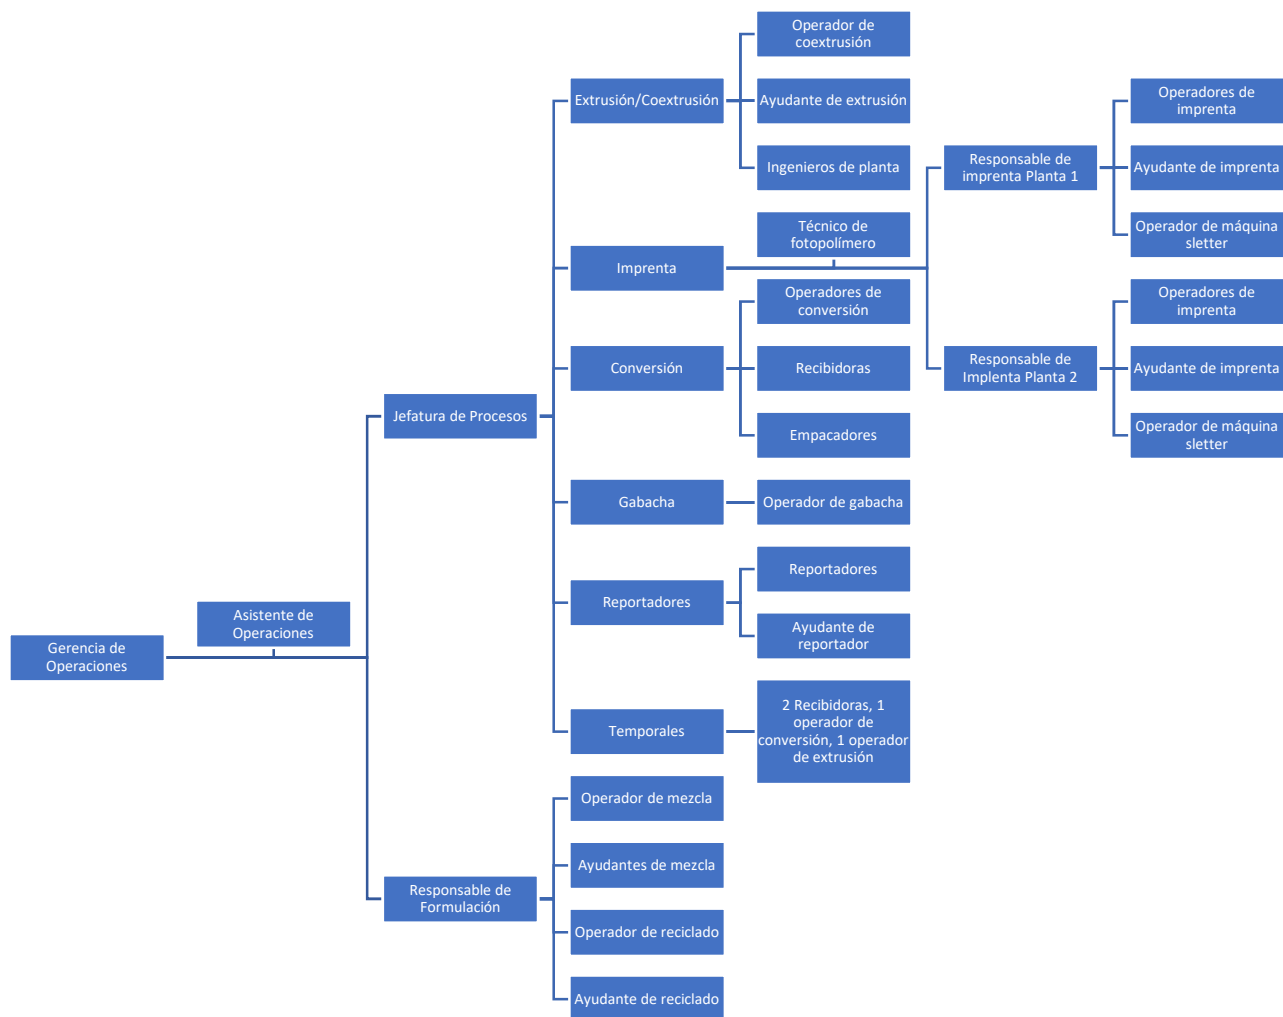 Operador de
coextrusión
Extrusión/Coextrusión
Ayudante de extrusión
Ingenieros de planta
Operadores de
imprenta
Responsable de
imprenta Planta 1
Ayudante de imprenta
Operador de máquina
sletter
Técnico de
fotopolímero
Imprenta
Operadores de
conversión
Operadores de
imprenta
Conversión
Recibidoras
Responsable de
Implenta Planta 2
Ayudante de imprenta
Jefatura de Procesos
Empacadores
Operador de máquina
sletter
Gabacha
Operador de gabacha
Reportadores
Reportadores
Ayudante de
reportador
Asistente de
Operaciones
Gerencia de
Operaciones
Temporales
2 Recibidoras, 1
operador de
conversión, 1 operador
de extrusión
Operador de mezcla
Ayudantes de mezcla
Responsable de
Formulación
Operador de reciclado
Ayudante de reciclado